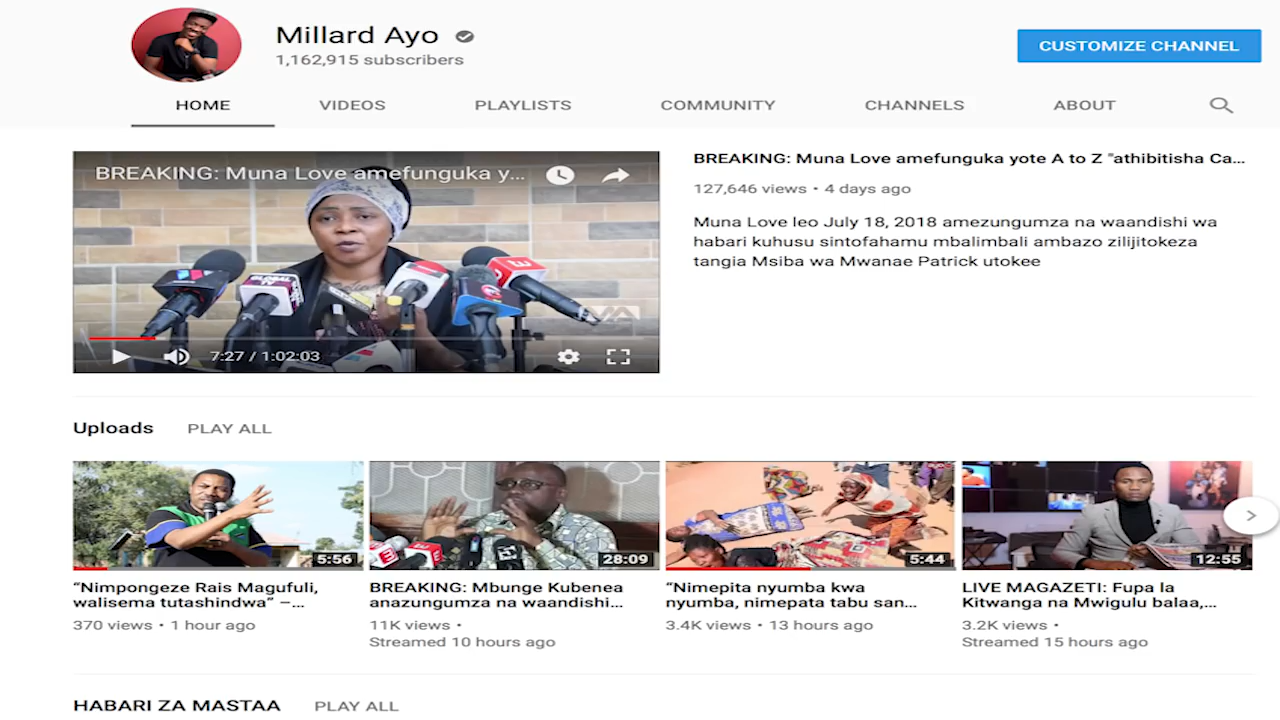 Millard Ayo
1,162,915 subscribers
CUSTOMIZE CHANNEL
HOME VIDEOS PLAYLISTS COMMUNITY CHANNELS ABOUT
BREAKING: Muna Love amefunguka y...
GLOBAL
TV
7:27 / 1:02:03
BREAKING: Muna Love amefunguka yote A to Z "athibitisha Ca...
127,646 views • 4 days ago
Muna Love leo July 18, 2018 amezungumza na waandishi wa
habari kuhusu sintofahamu mbalimbali ambazo zilijitokeza
tangia Msiba wa Mwanae Patrick utokee
Uploads PLAY ALL
5:56
“Nimpongeze Rais Magufuli,
walisema tutashindwa” –...
370 views • 1 hour ago
28:09
BREAKING: Mbunge Kubenea
anazungumza na waandishi...
11K views •
Streamed 10 hours ago
5:44
“Nimepita nyumba kwa
nyumba, nimepata tabu san...
3.4K views • 13 hours ago
12:55
LIVE MAGAZETI: Fupa la
Kitwanga na Mwigulu balaa,...
3.2K views •
Streamed 15 hours ago
HABARI ZA MASTAA PLAY ALL